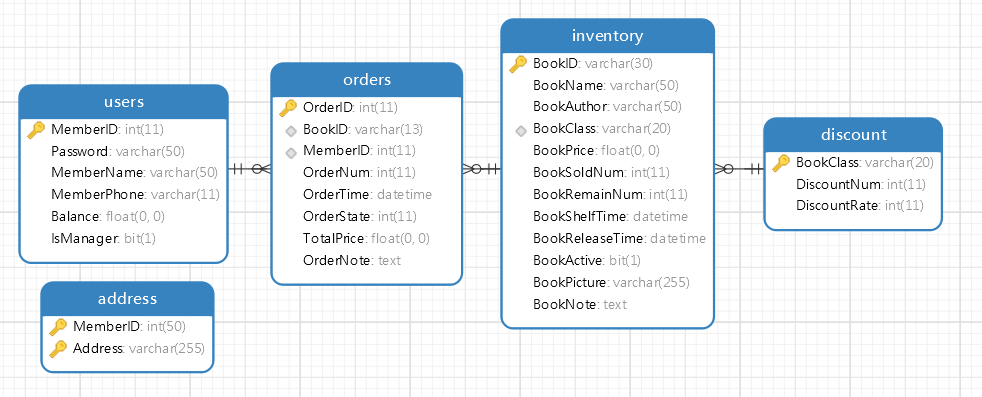 users
MemberID: int(11)
Password: varchar(50)
MemberName: varchar(50)
MemberPhone: varchar(11)
Balance: float(0, 0)
IsManager: bit(1)
address
MemberID: int(50)
Address: varchar(255)
orders
OrderID: int(11)
BookID: varchar(13)
MemberID: int(11)
OrderNum: int(11)
OrderTime: datetime
OrderState: int(11)
TotalPrice: float(0, 0)
OrderNote: text
inventory
BookID: varchar(30)
BookName: varchar(50)
BookAuthor: varchar(50)
BookClass: varchar(20)
BookPrice: float(0, 0)
BookSoldNum: int(11)
BookRemainNum: int(11)
BookShelfTime: datetime
BookReleaseTime: datetime
BookActive: bit(1)
BookPicture: varchar(255)
BookNote: text
discount
BookClass: varchar(20)
DiscountNum: int(11)
DiscountRate: int(11)